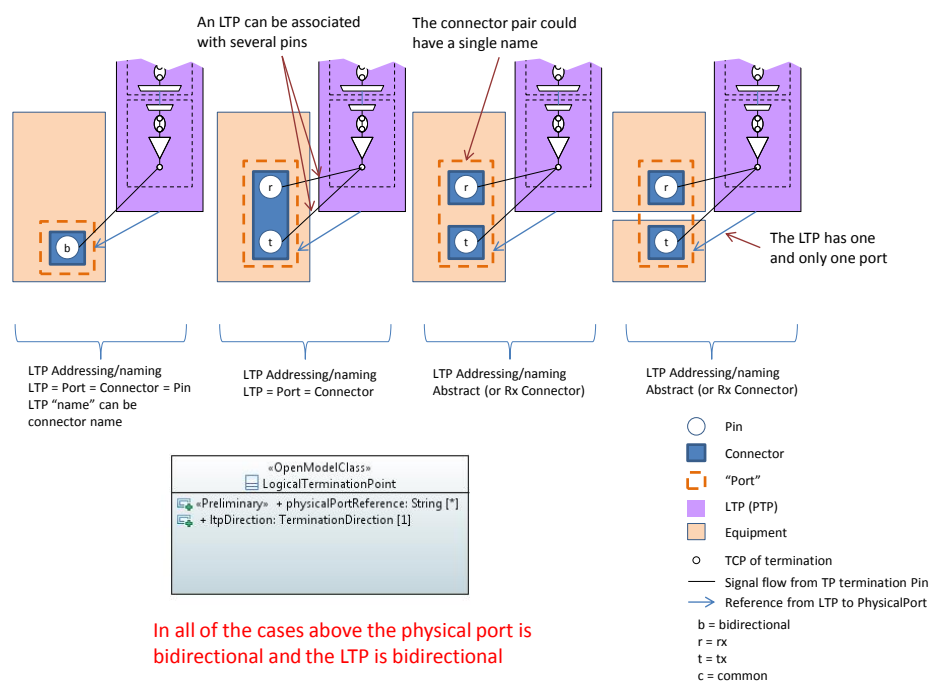 An LTP can be associated
with several pins
The connector pair could
have a single name
b
r
t
r
t
r
t
The LTP has one
and only one port
LTP Addressing/naming
LTP = Port = Connector = Pin
LTP “name” can be
connector name
LTP Addressing/naming
LTP = Port = Connector
LTP Addressing/naming
Abstract (or Rx Connector)
LTP Addressing/naming
Abstract (or Rx Connector)
Pin
Connector
“Port”
LTP (PTP)
Equipment
TCP of termination
Signal flow from TP termination Pin
Reference from LTP to PhysicalPort
b = bidirectional
r = rx
t = tx
c = common
«OpenModelClass»
LogicalTerminationPoint
«Preliminary» + physicalPortReference: String [*]
+ ltpDirection: TerminationDirection [1]
In all of the cases above the physical port is
bidirectional and the LTP is bidirectional